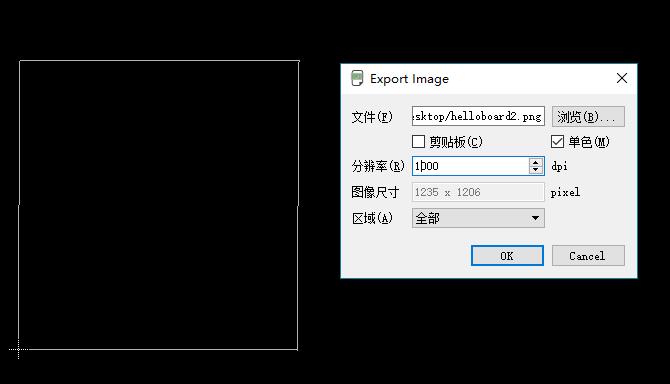 Export Image
文件(F)
esktop/helloboard2.png
浏览(B)...
剪贴板(C)
单色(M)
分辨率(R)
1000
dpi
图像尺寸
1235 x 1206
pixel
区域(A)
全部
OK
Cancel